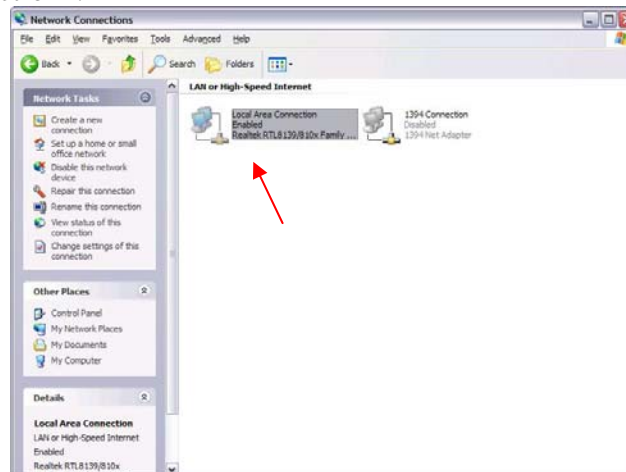 Network Connections
File Edit View Favorites Tools Advanced Help
Back Search Folders
Network Tasks
Create a new
connection
Set up a home or small
office network
Disable this network
device
Repair this connection
Rename this connection
View status of this
connection
Change settings of this
connection
Other Places
Control Panel
My Network Places
My Documents
My Computer
Details
Local Area Connection
LAN or High-Speed Internet
Enabled
Realtek RTL8139/810x
LAN or High-Speed Internet
Local Area Connection
Enabled
Realtek RTL8139/810x Family ...
1394 Connection
Disabled
1394 Net Adapter